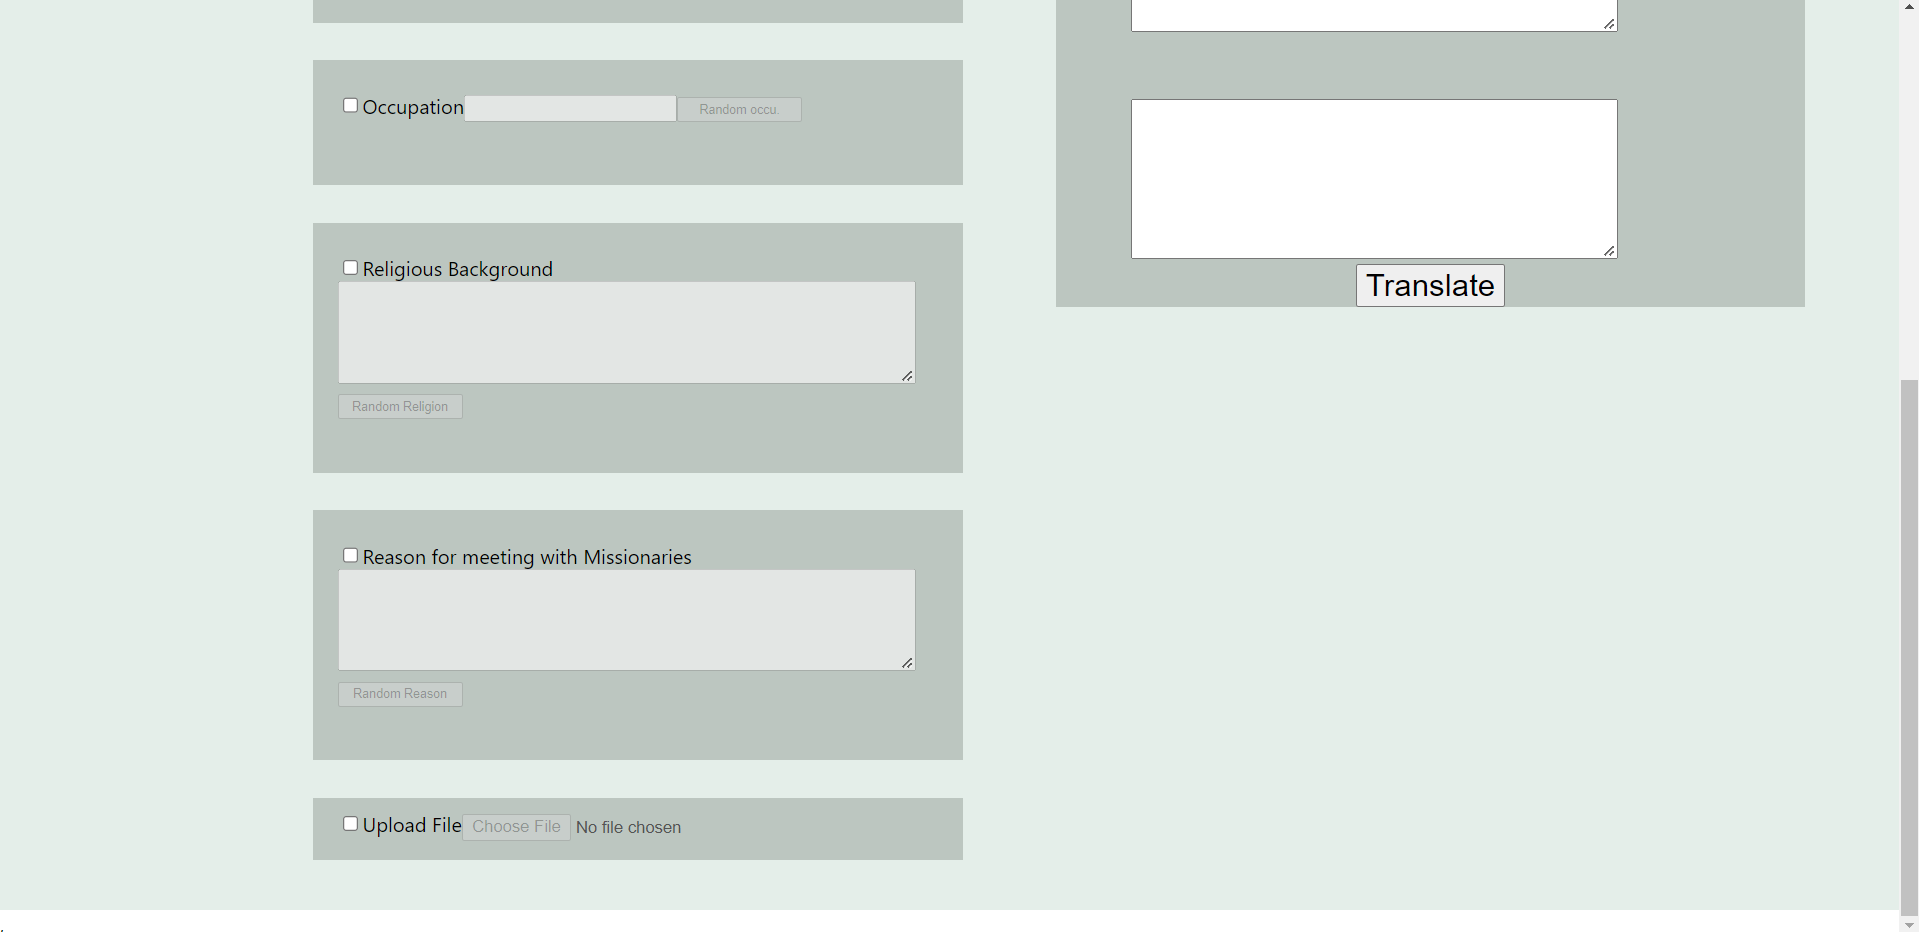 Occupation Random occu.
Religious Background
Random Religion
Reason for meeting with Missionaries
Random Reason
Upload File Choose File No file chosen
Translate